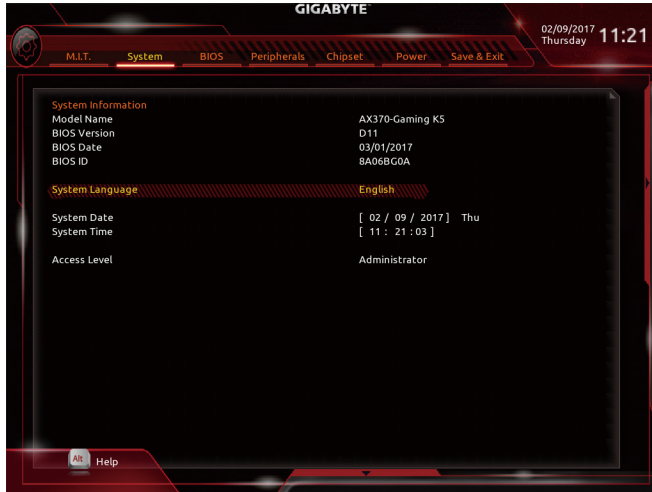 GIGABYTE™
02/09/2017 11:21
Thursday
M.I.T. System BIOS Peripherals Chipset Power Save & Exit
System Information
Model Name AX370-Gaming K5
BIOS Version D11
BIOS Date 03/01/2017
BIOS ID 8A06BG0A
System Language English
System Date [ 02 / 09 / 2017 ] Thu
System Time [ 11 : 21 : 03 ]
Access Level Administrator
Alt Help